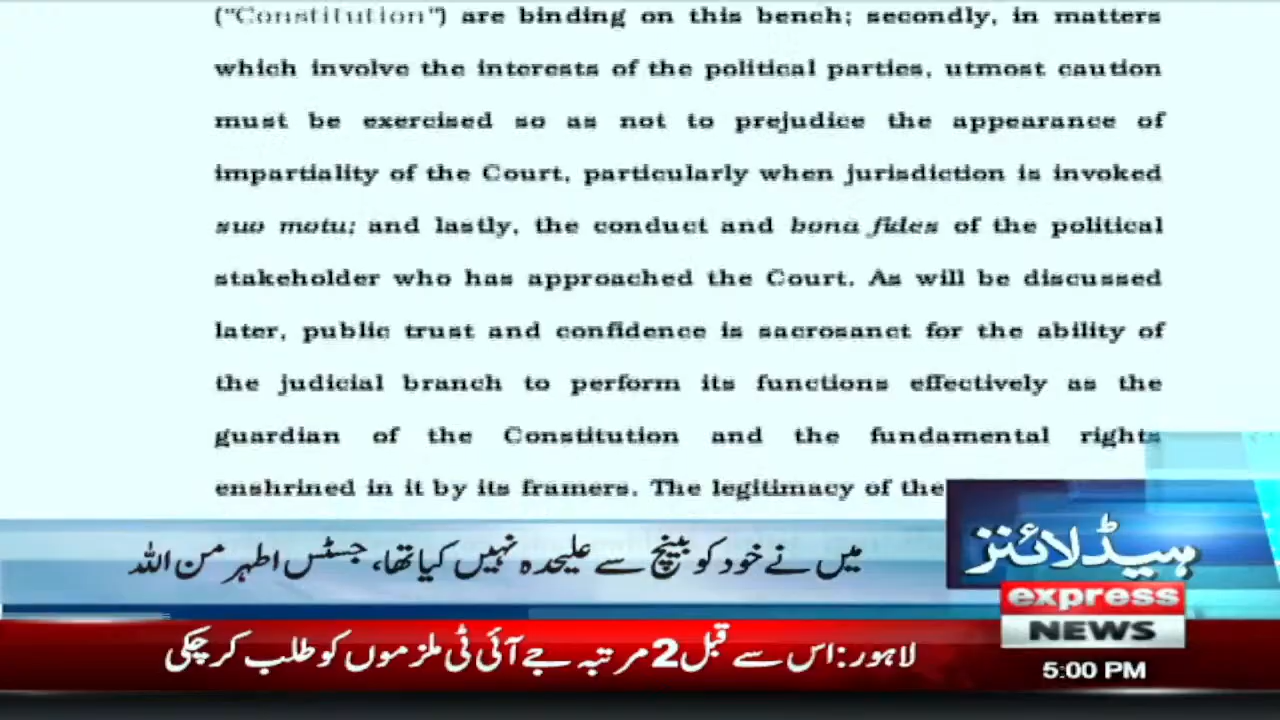 ("Constitution") are binding on this bench; secondly, in matters
which involve the interests of the political parties, utmost caution
must be exercised so as not to prejudice the appearance of
impartiality of the Court, particularly when jurisdiction is invoked
suo motu; and lastly, the conduct and bona fides of the political
stakeholder who has approached the Court. As will be discussed
later, public trust and confidence is sacrosanct for the ability of
the judicial branch to perform its functions effectively as the
guardian of the Constitution and the fundamental rights
enshrined in it by its framers. The legitimacy of the
ہیڈلائنز
میں نے خود کو بینچ سے علیحدہ نہیں کیا تھا، جسٹس اطہر من اللہ
express
NEWS
لاہور: اس سے قبل 2 مرتبہ جے آئی ٹی ملزموں کو طلب کر چکی
5:00 PM